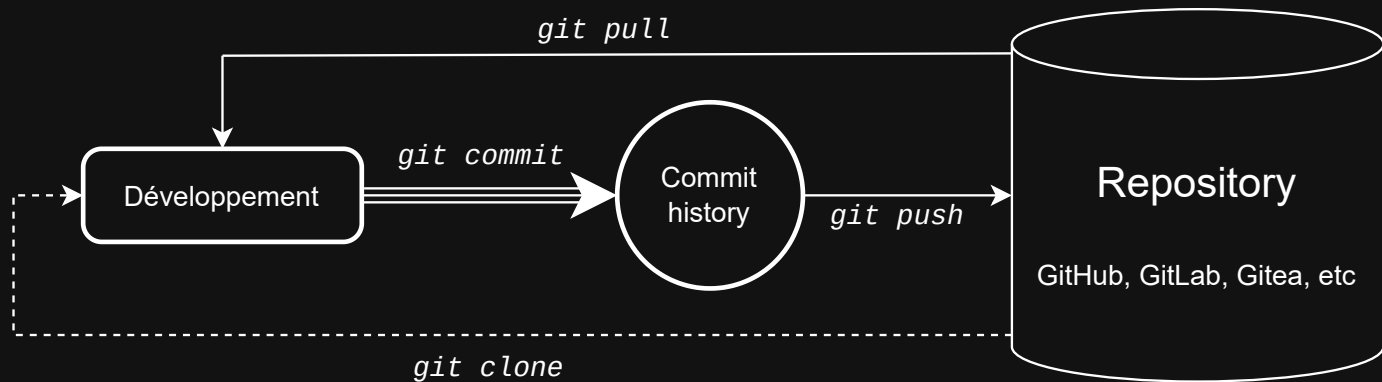 git pull
git commit
Développement
Commit
history
git push
Repository
GitHub, GitLab, Gitea, etc
git clone